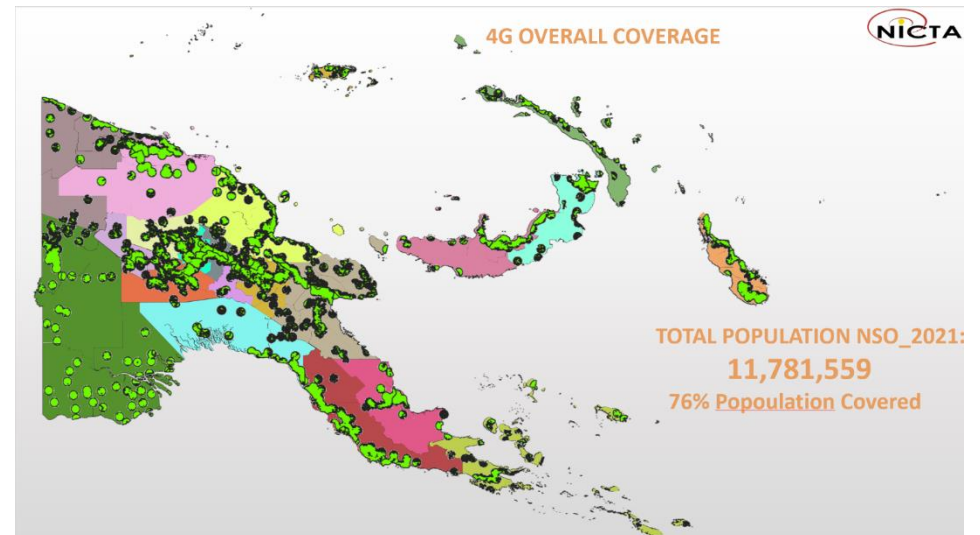 4G OVERALL COVERAGE
NICTA
TOTAL POPULATION NSO_2021:
11,781,559
76% Popoulation Covered